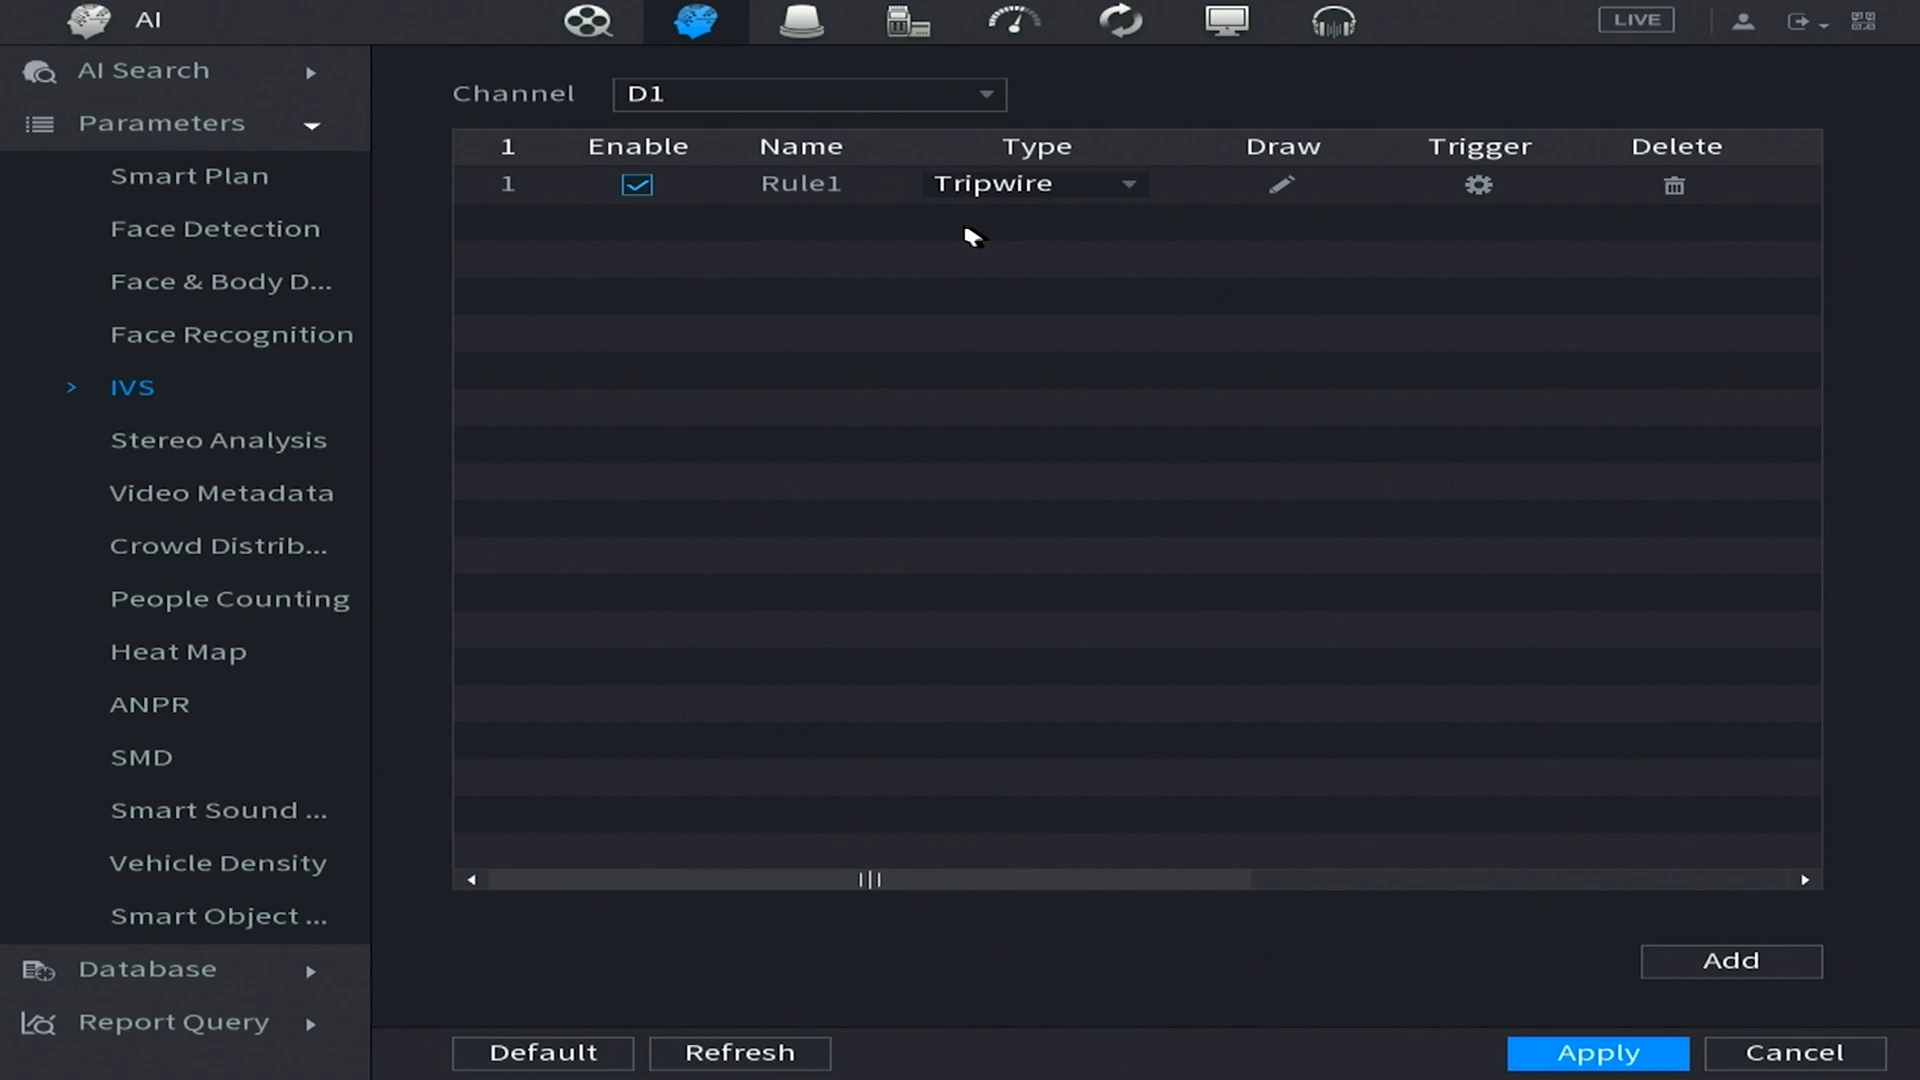 AI
LIVE
AI Search
Parameters
Smart Plan
Face Detection
Face & Body D...
Face Recognition
> IVS
Stereo Analysis
Video Metadata
Crowd Distrib...
People Counting
Heat Map
ANPR
SMD
Smart Sound ...
Vehicle Density
Smart Object ...
Database
Report Query
Channel D1
1 Enable Name Type Draw Trigger Delete
1 Rule1 Tripwire
Add
Default Refresh Apply Cancel